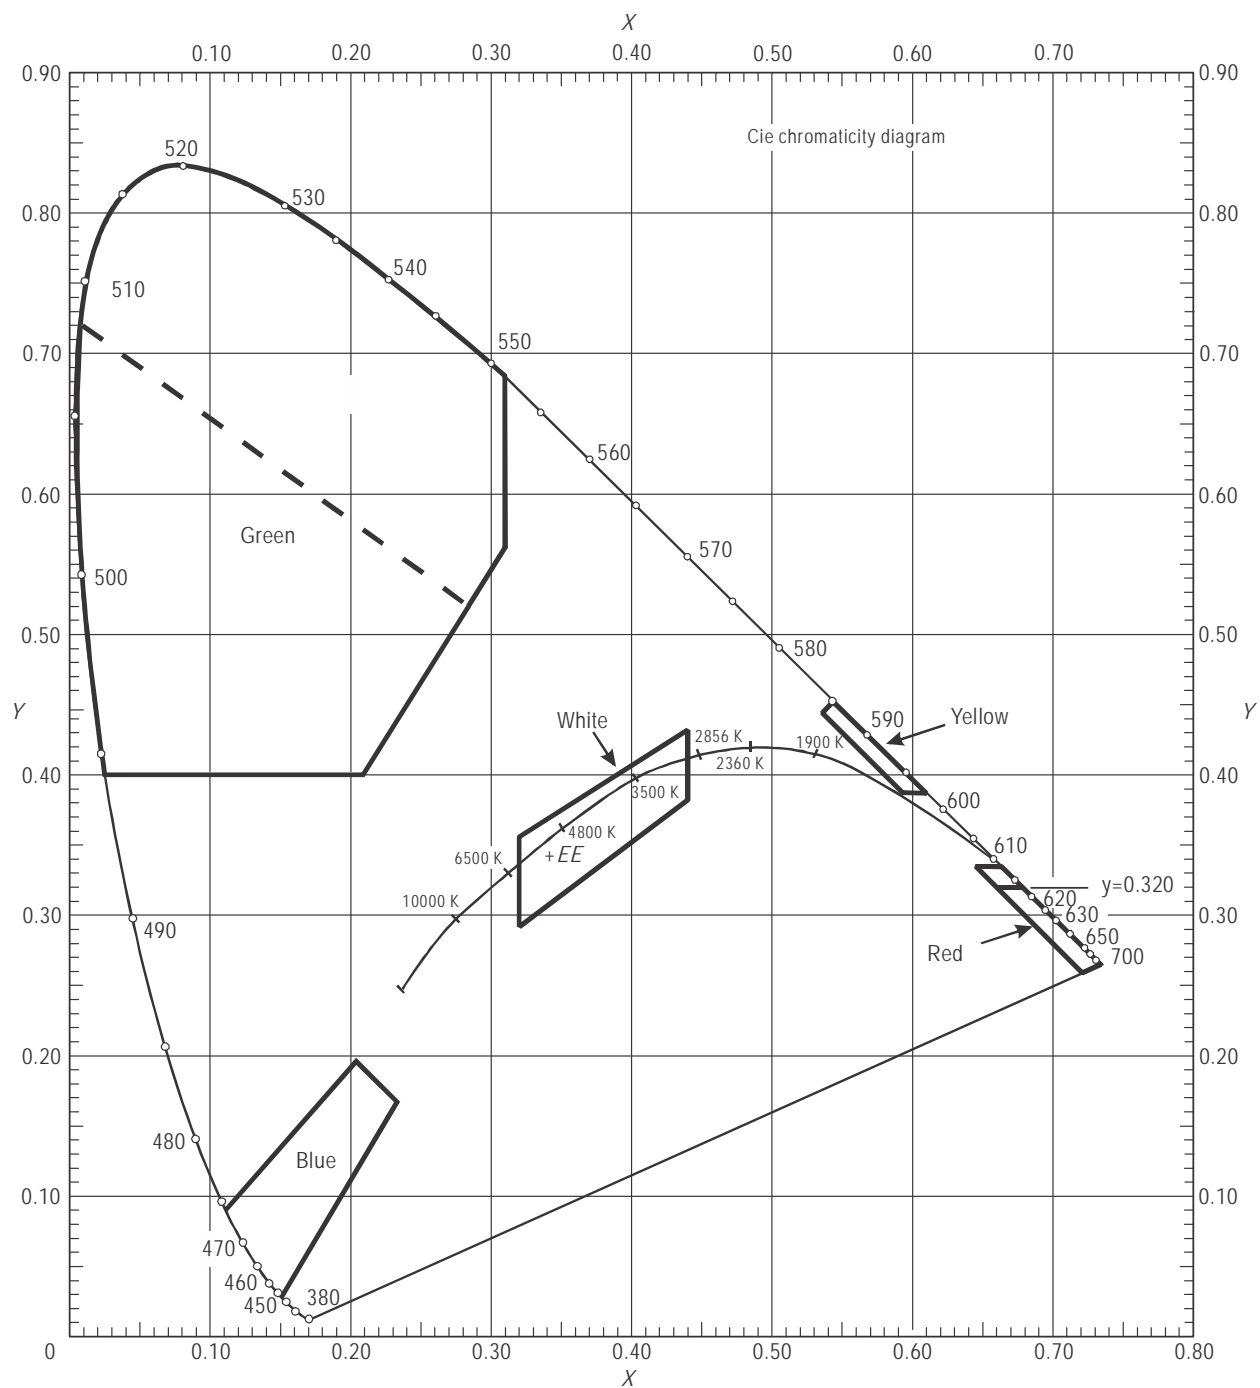 X
0.10 0.20 0.30 0.40 0.50 0.60 0.70
0.90 0.90
Cie chromaticity diagram
520
530
0.80 0.80
540
510
550
0.70 0.70
560
0.60 0.60
Green
570
500
0.50 0.50
580
Y Y
White
590
Yellow
2856 K
1900 K
2360 K
0.40 0.40
3500 K
600
4800 K
610
+EE
6500 K
y=0.320
10000 K
620
0.30 0.30
630
490
650
Red
700
0.20 0.20
480
Blue
0.10 0.10
470
460
450
380
0 0.10 0.20 0.30 0.40 0.50 0.60 0.70 0.80
X